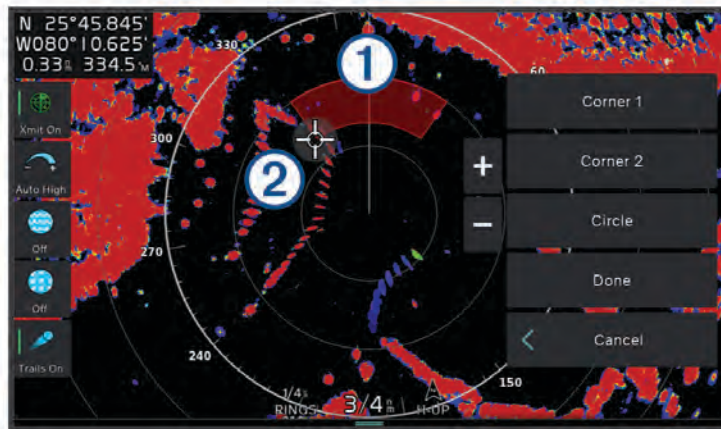 N 25°45.845'
W080°10.625'
0.33 334.5°M
Xmit On
Auto High
Off
Off
Trails On
330
60
300
270
240
150
1
2
+
−
Corner 1
Corner 2
Circle
Done
Cancel
1/4
RINGS
3/4 nm
H-UP